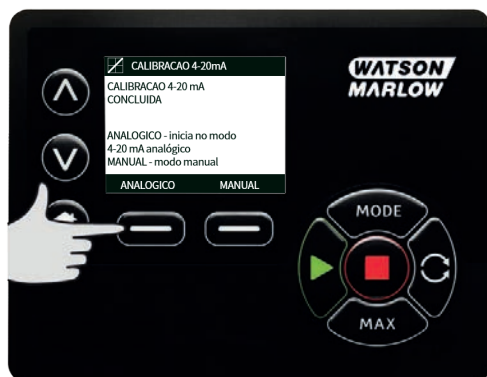 CALIBRACAO 4-20mA
CALIBRACAO 4-20 mA
CONCLUIDA
ANALOGICO - inicia no modo
4-20 mA analógico
MANUAL - modo manual
ANALOGICO MANUAL
WATSON
MARLOW
MODE
MAX